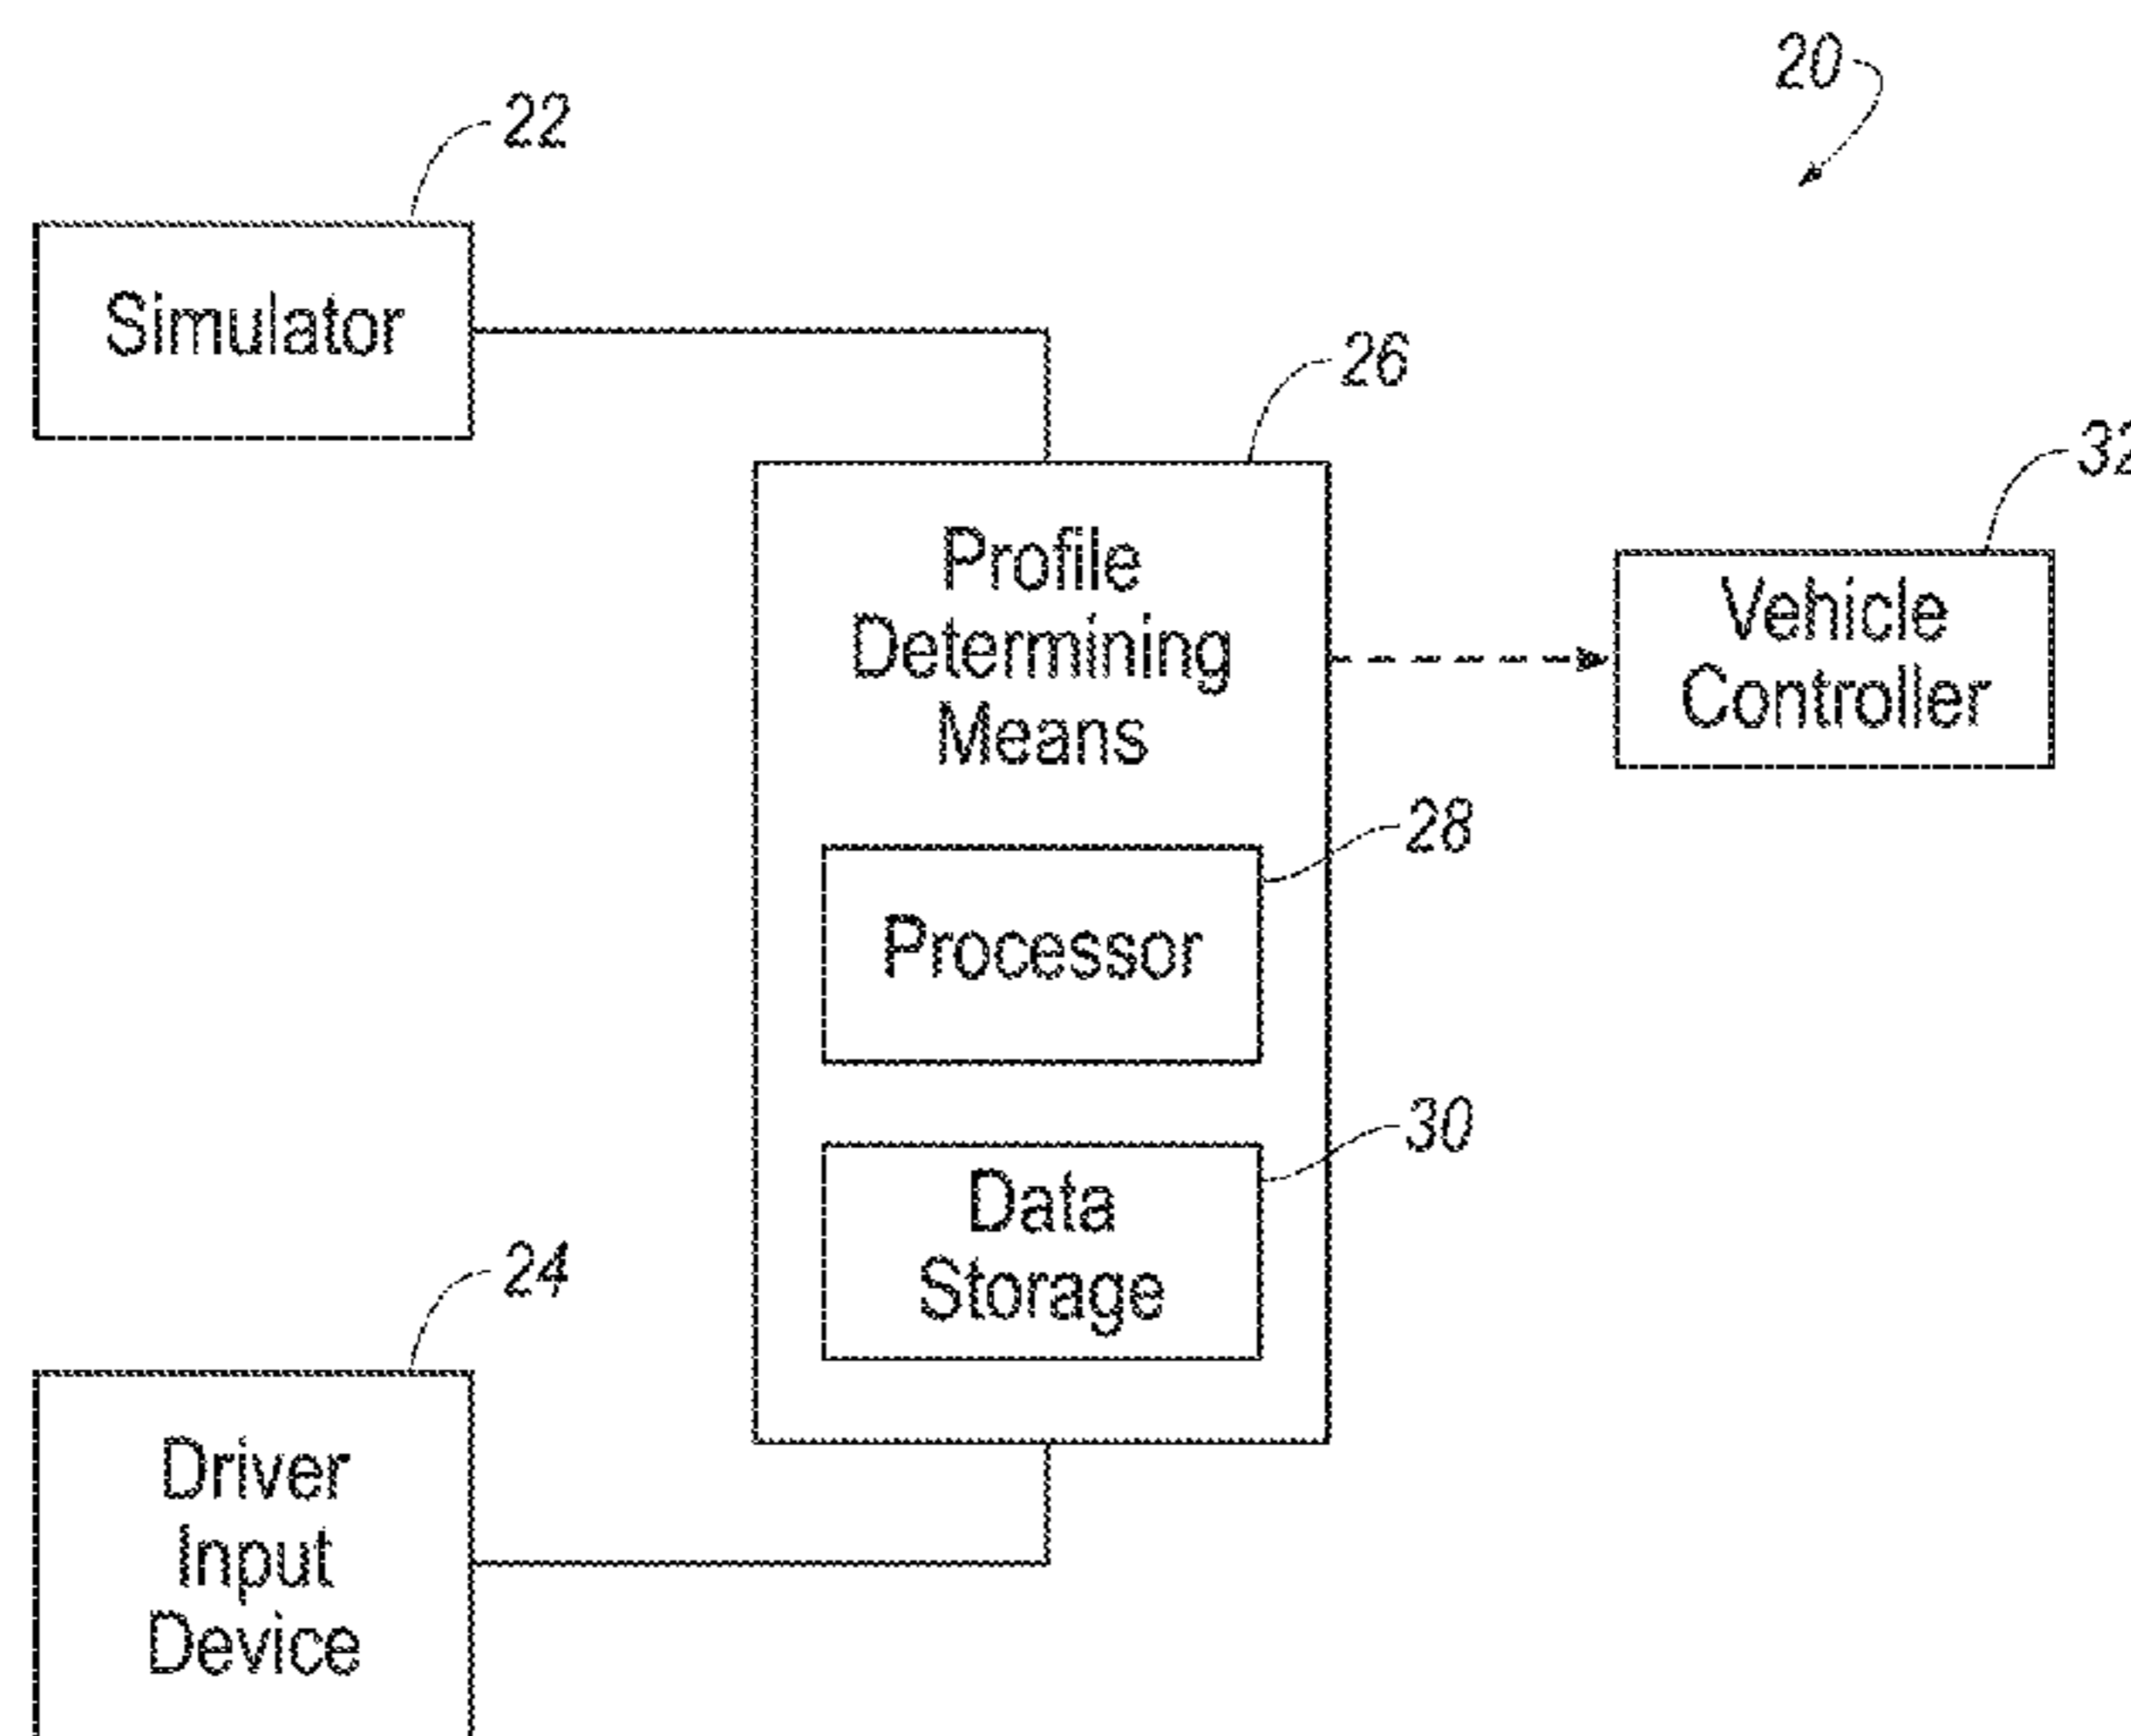 20
22
Simulator
26
32
Profile
Determining
Means
Vehicle
Controller
28
Processor
30
Data
Storage
24
Driver
Input
Device